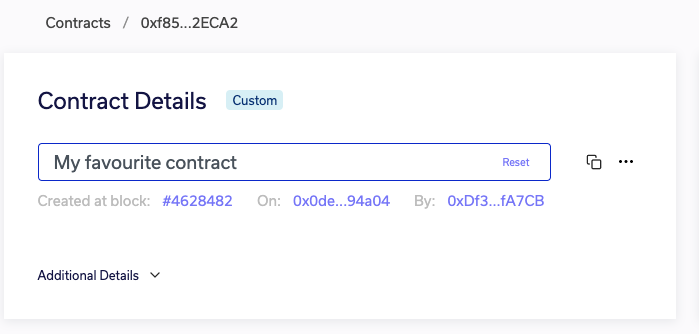 Contracts / 0xf85...2ECA2
Contract Details Custom
My favourite contract Reset
Created at block: #4628482 On: 0x0de...94a04 By: 0xDf3...fA7CB
Additional Details